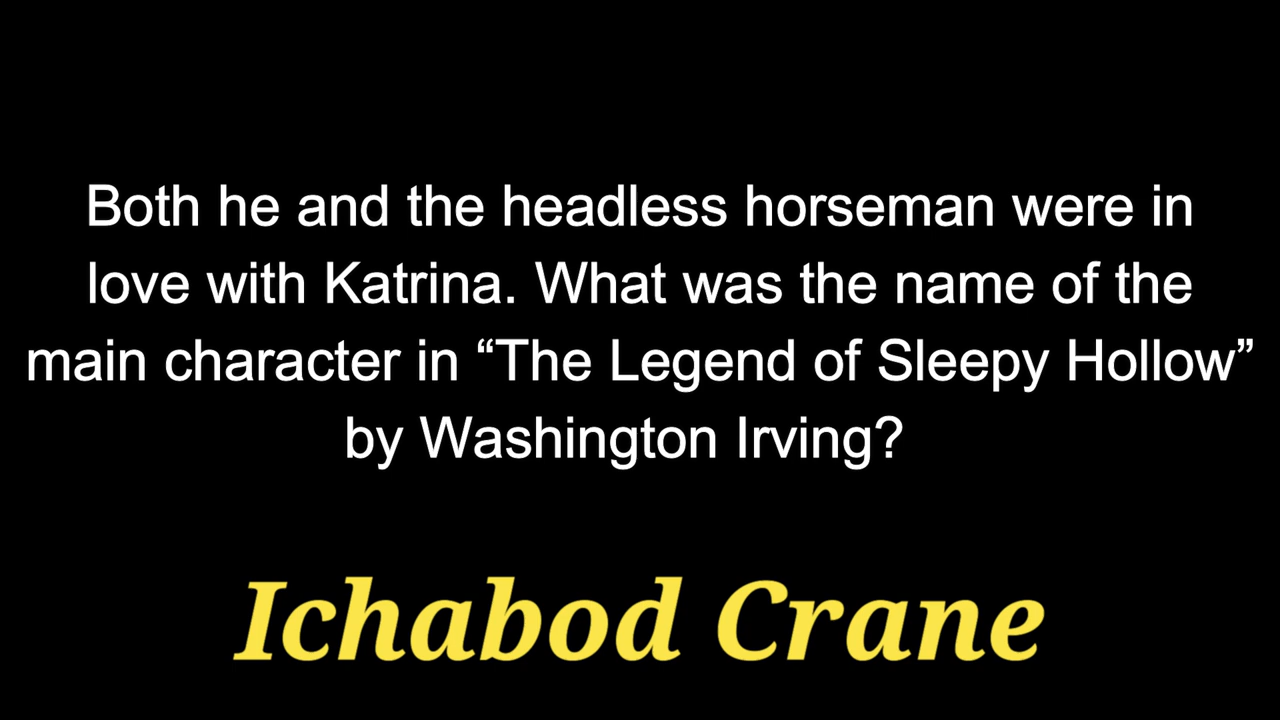 Both he and the headless horseman were in
love with Katrina. What was the name of the
main character in “The Legend of Sleepy Hollow”
by Washington Irving?
Ichabod Crane